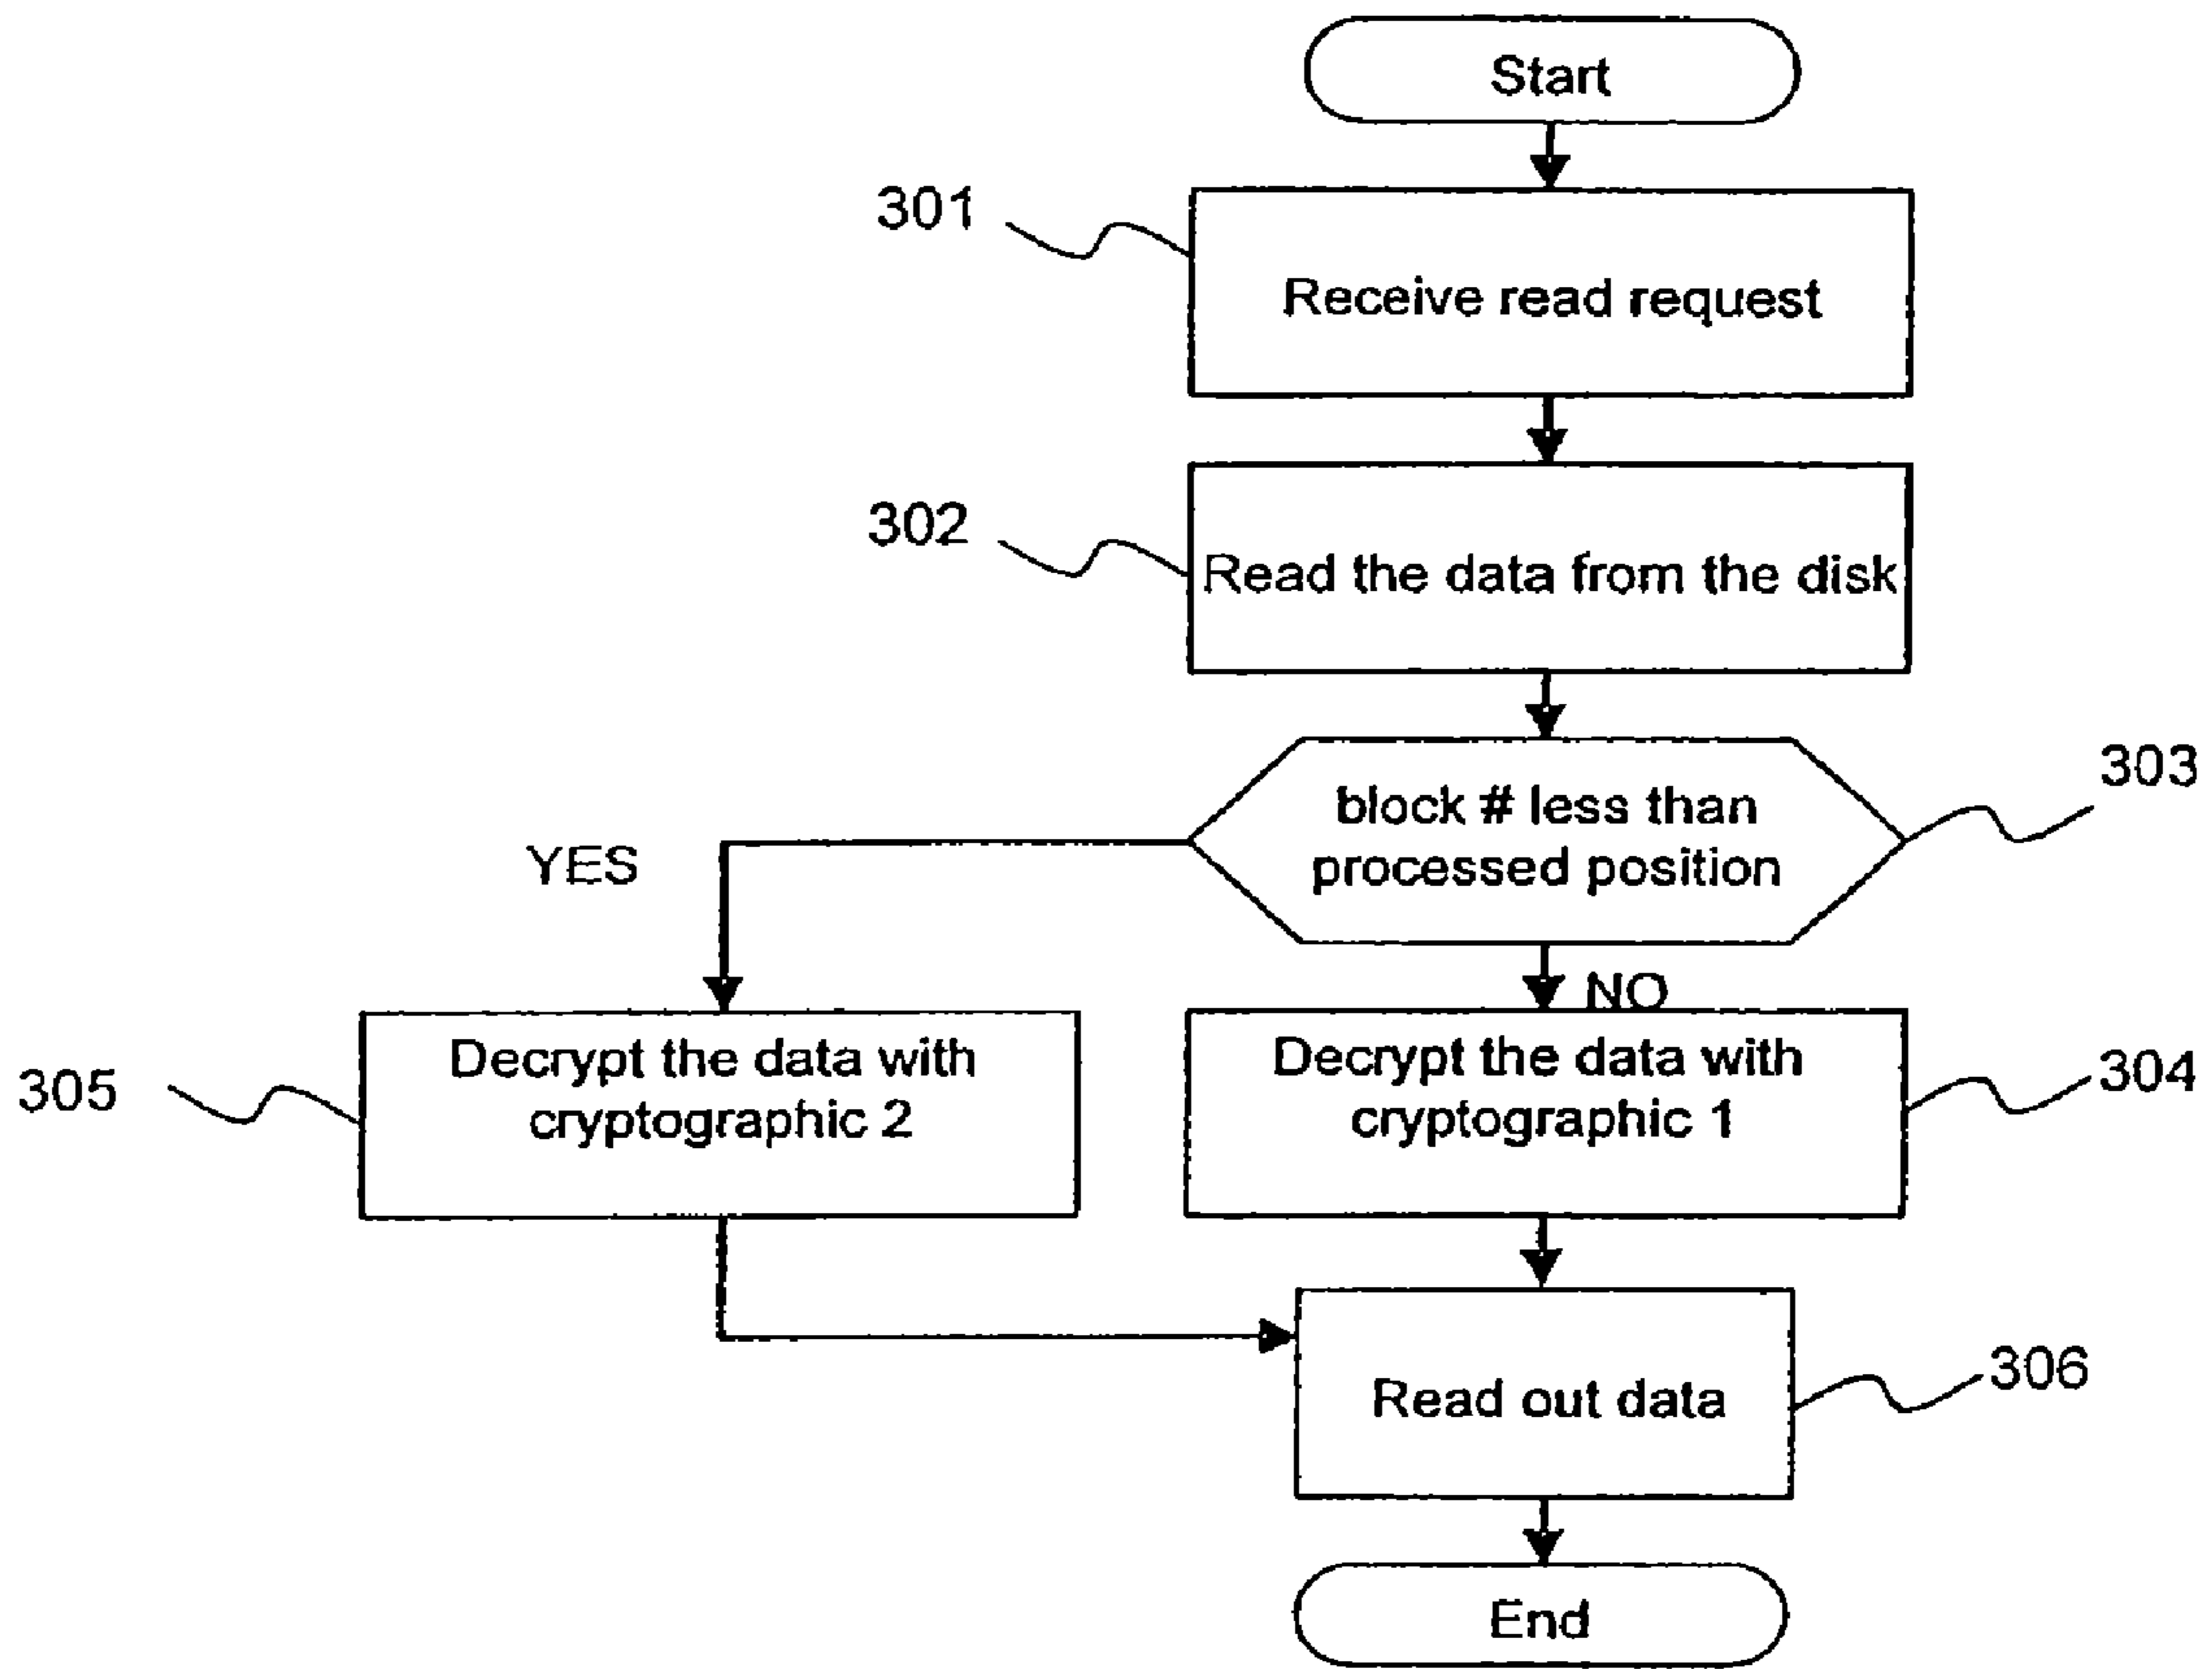 Start
301
Receive read request
302
Read the data from the disk
303
block # less than
processed position
YES
NO
305
Decrypt the data with
cryptographic 2
Decrypt the data with
cryptographic 1
304
Read out data
306
End